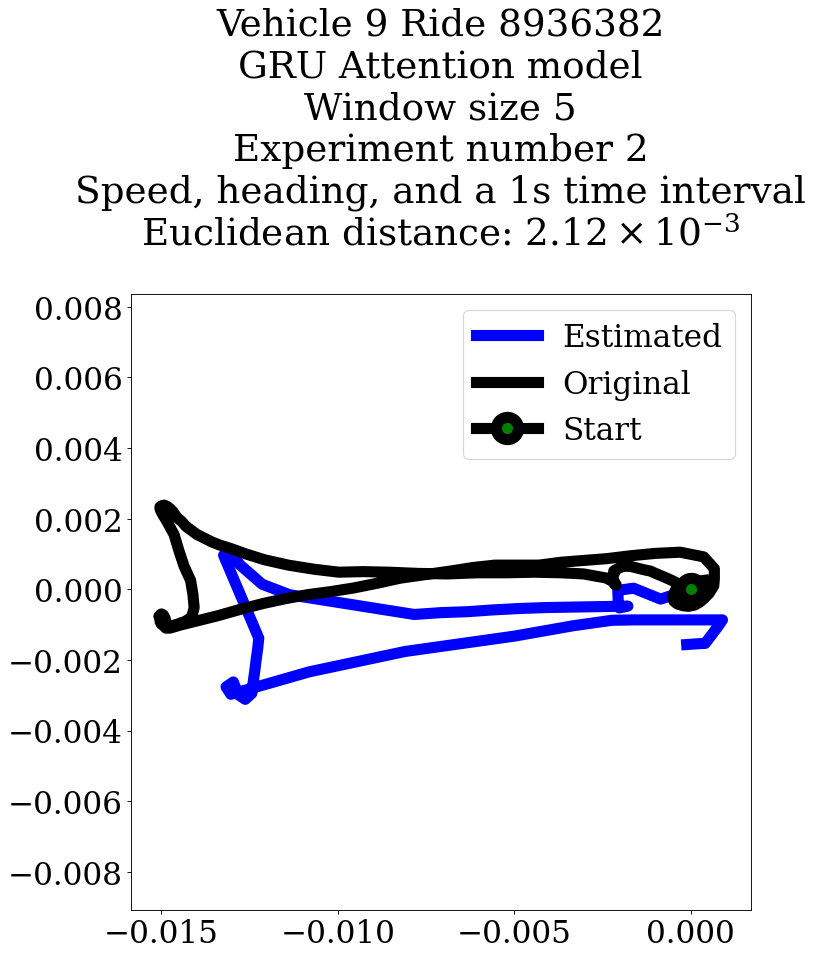 Vehicle 9 Ride 8936382
GRU Attention model
Window size 5
Experiment number 2
Speed, heading, and a 1s time interval
Euclidean distance: 2.12 × 10⁻³
0.008
0.006
0.004
0.002
0.000
−0.002
−0.004
−0.006
−0.008
Estimated
Original
Start
−0.015
−0.010
−0.005
0.000